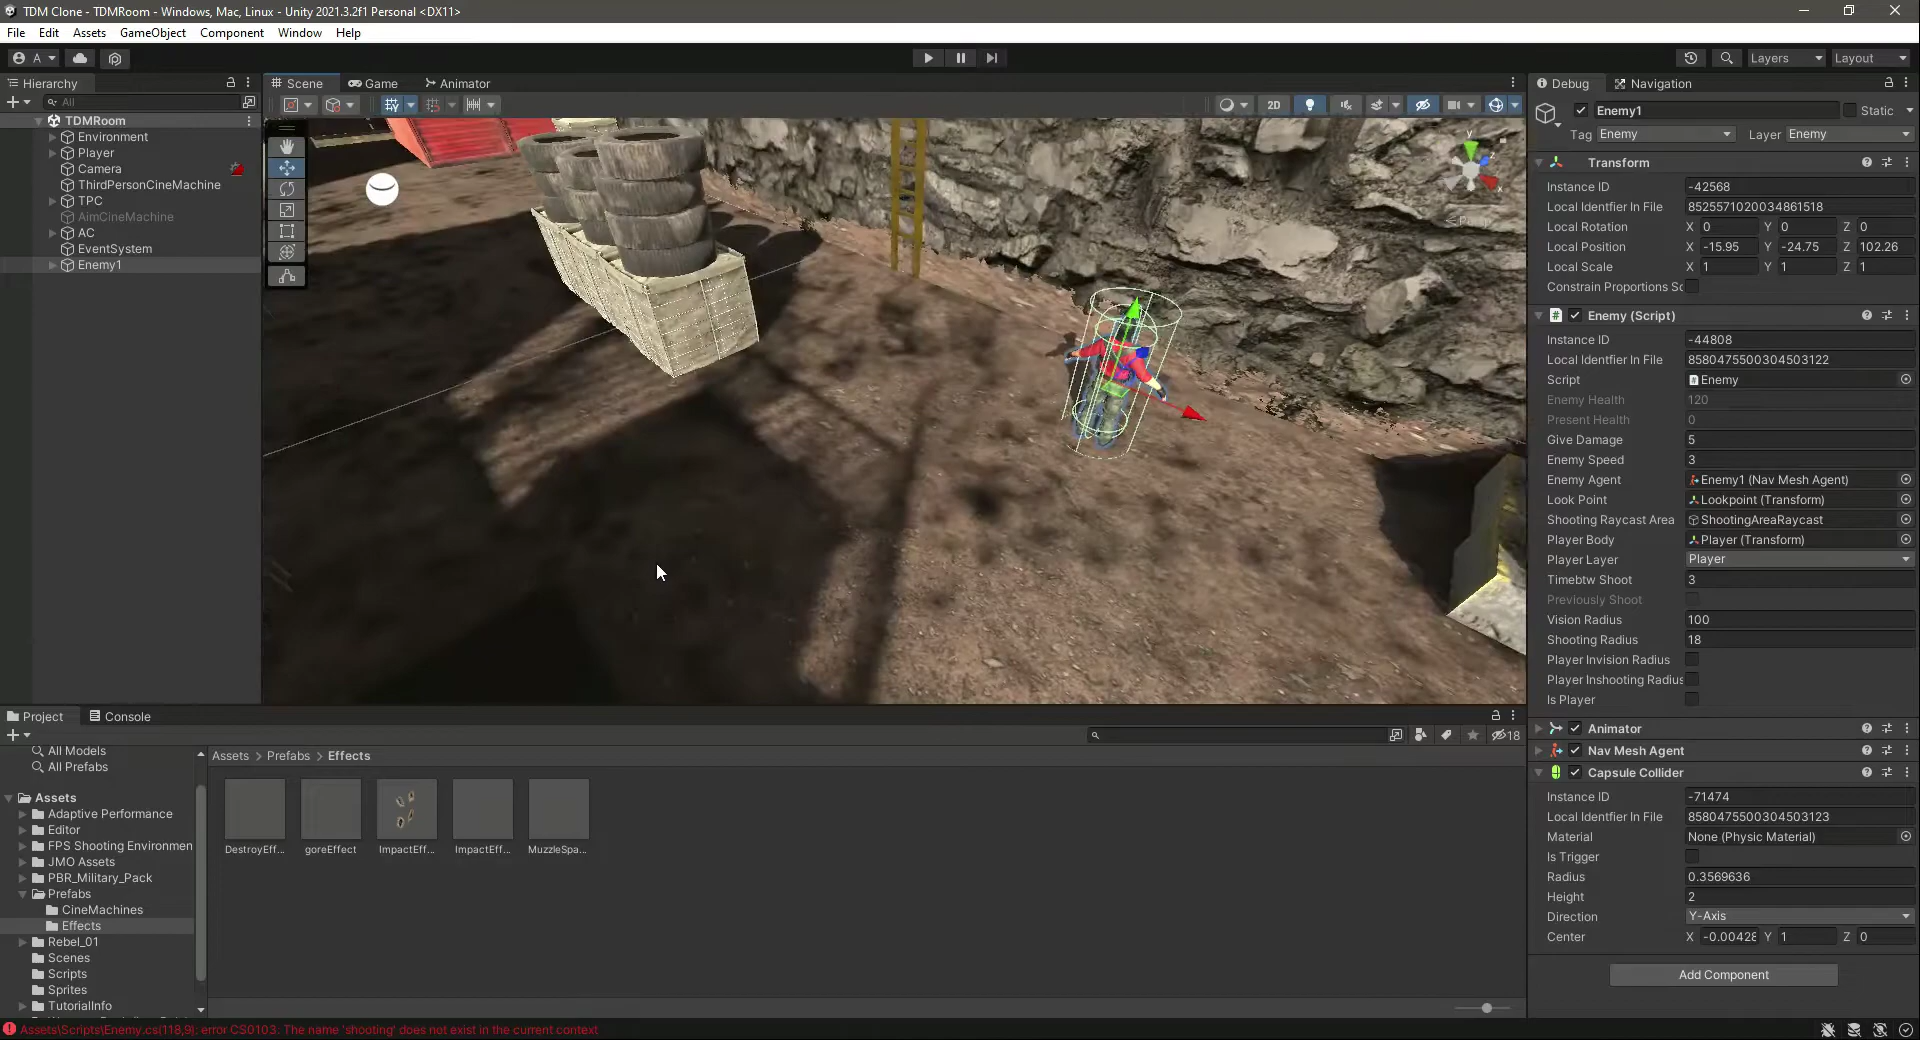 TDM Clone - TDMRoom - Windows, Mac, Linux - Unity 2021.3.2f1 Personal <DX11>
File Edit Assets GameObject Component Window Help
A Layers Layout
Hierarchy
All
TDMRoom
Environment
Player
Camera
ThirdPersonCineMachine
TPC
AimCineMachine
AC
EventSystem
Enemy1
Scene Game Animator
2D
y
z
x
Persp
Debug Navigation
Enemy1 Static
Tag Enemy Layer Enemy
Transform
Instance ID -42568
Local Identfier In File 8525571020034861518
Local Rotation X 0 Y 0 Z 0
Local Position X -15.95 Y -24.75 Z 102.26
Local Scale X 1 Y 1 Z 1
Constrain Proportions Sc
Enemy (Script)
Instance ID -44808
Local Identfier In File 8580475500304503122
Script Enemy
Enemy Health 120
Present Health 0
Give Damage 5
Enemy Speed 3
Enemy Agent Enemy1 (Nav Mesh Agent)
Look Point Lookpoint (Transform)
Shooting Raycast Area ShootingAreaRaycast
Player Body Player (Transform)
Player Layer Player
Timebtw Shoot 3
Previously Shoot
Vision Radius 100
Shooting Radius 18
Player Invision Radius
Player Inshooting Radius
Is Player
Animator
Nav Mesh Agent
Capsule Collider
Instance ID -71474
Local Identfier In File 8580475500304503123
Material None (Physic Material)
Is Trigger
Radius 0.3569636
Height 2
Direction Y-Axis
Center X -0.00428 Y 1 Z 0
Add Component
Project Console
18
All Models
All Prefabs
Assets
Adaptive Performance
Editor
FPS Shooting Environmen
JMO Assets
PBR_Military_Pack
Prefabs
CineMachines
Effects
Rebel_01
Scenes
Scripts
Sprites
TutorialInfo
Assets > Prefabs > Effects
DestroyEff... goreEffect ImpactEff... ImpactEff... MuzzleSpa...
Assets\Scripts\Enemy.cs(118,9): error CS0103: The name 'shooting' does not exist in the current context